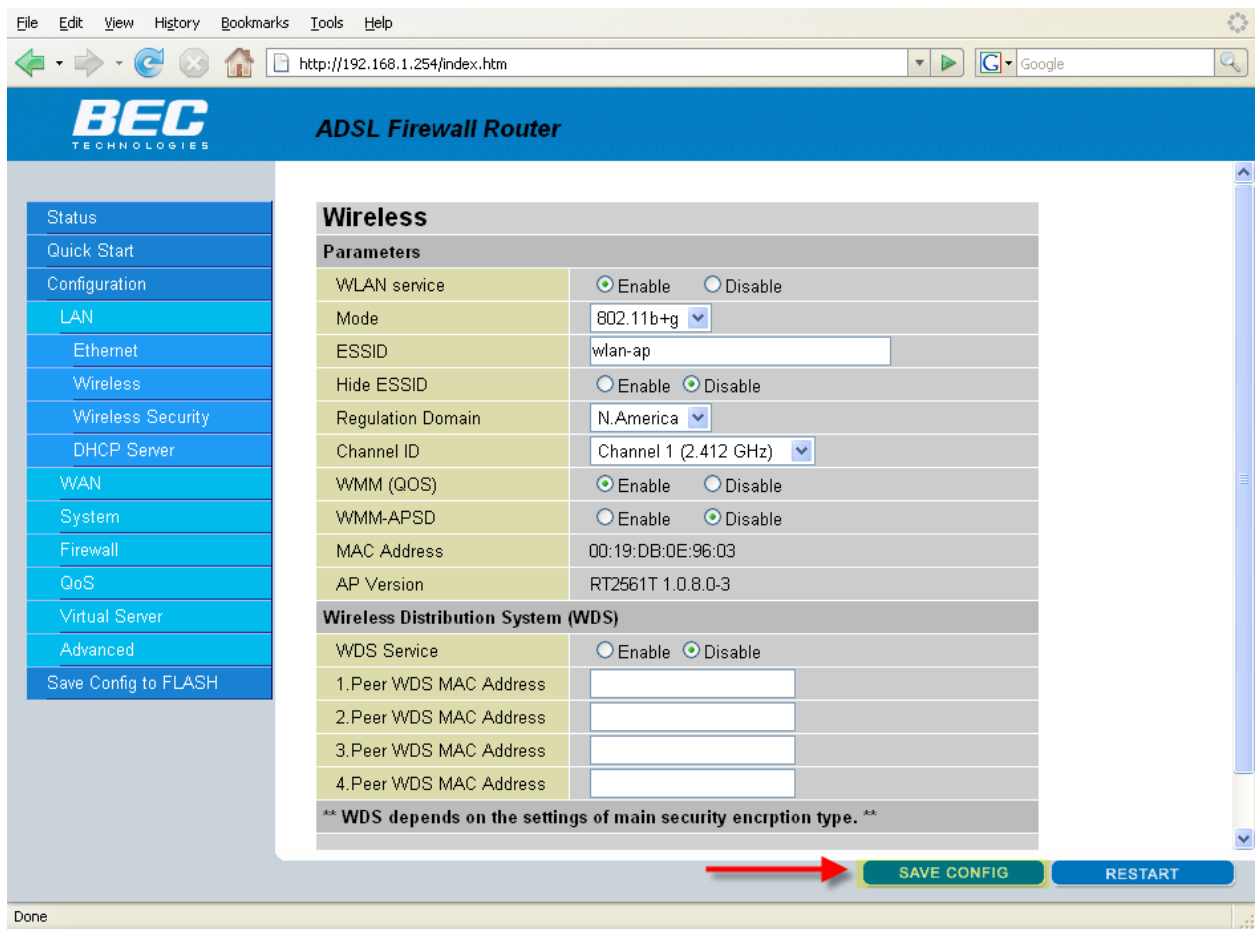 File Edit View History Bookmarks Tools Help
http://192.168.1.254/index.htm
G Google
BEC
TECHNOLOGIES
ADSL Firewall Router
Status
Quick Start
Configuration
LAN
Ethernet
Wireless
Wireless Security
DHCP Server
WAN
System
Firewall
QoS
Virtual Server
Advanced
Save Config to FLASH
Wireless
Parameters
WLAN service Enable Disable
Mode 802.11b+g
ESSID wlan-ap
Hide ESSID Enable Disable
Regulation Domain N.America
Channel ID Channel 1 (2.412 GHz)
WMM (QOS) Enable Disable
WMM-APSD Enable Disable
MAC Address 00:19:DB:0E:96:03
AP Version RT2561T 1.0.8.0-3
Wireless Distribution System (WDS)
WDS Service Enable Disable
1.Peer WDS MAC Address
2.Peer WDS MAC Address
3.Peer WDS MAC Address
4.Peer WDS MAC Address
** WDS depends on the settings of main security encrption type. **
SAVE CONFIG RESTART
Done